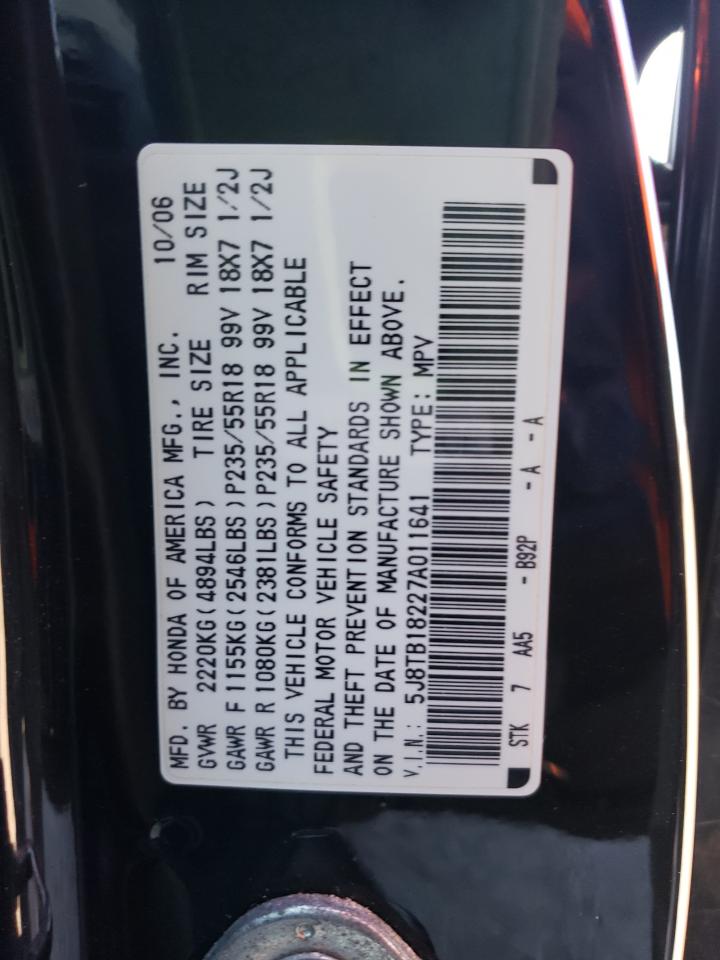 MFD. BY HONDA OF AMERICA MFG., INC. 10/06
GVWR 2220KG(4894LBS) TIRE SIZE RIM SIZE
GAWR F 1155KG(2546LBS)P235/55R18 99V 18X7 1/2J
GAWR R 1080KG(2381LBS)P235/55R18 99V 18X7 1/2J
THIS VEHICLE CONFORMS TO ALL APPLICABLE
FEDERAL MOTOR VEHICLE SAFETY
AND THEFT PREVENTION STANDARDS IN EFFECT
ON THE DATE OF MANUFACTURE SHOWN ABOVE.
V.I.N.: 5J8TB18227A011641 TYPE: MPV
STK 7 AA5 - B92P - A - A